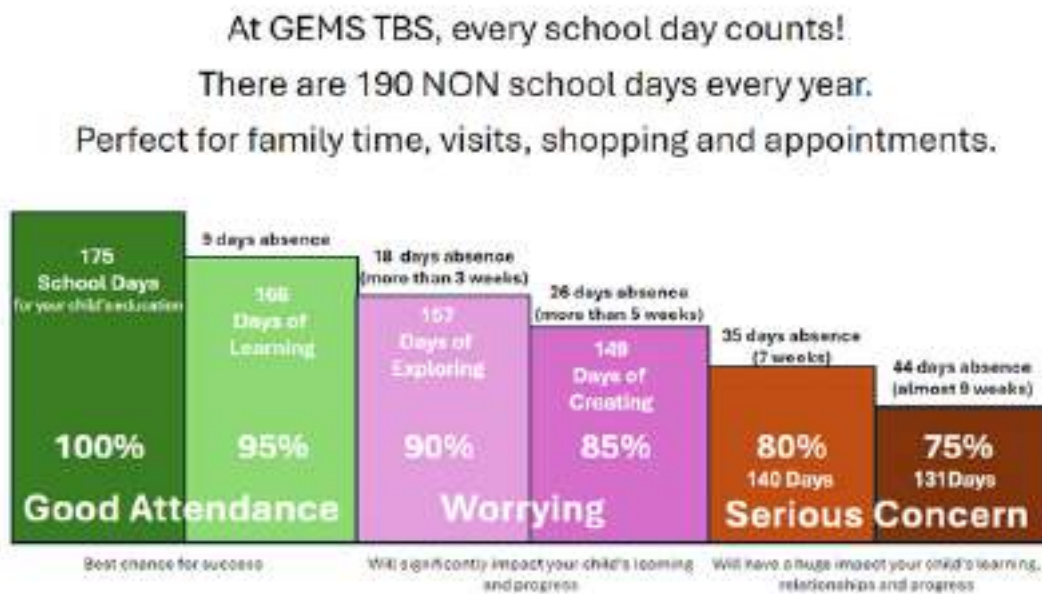 At GEMS TBS, every school day counts!
There are 190 NON school days every year.
Perfect for family time, visits, shopping and appointments.
175
School Days
for your child's education
100%
9 days absence
166
Days of
Learning
95%
Good Attendance
Best chance for success
18 days absence
(more than 3 weeks)
157
Days of
Exploring
90%
26 days absence
(more than 5 weeks)
149
Days of
Creating
85%
Worrying
Will significantly impact your child's learning
and progress
35 days absence
(7 weeks)
80%
140 Days
44 days absence
(almost 9 weeks)
75%
131 Days
Serious Concern
Will have a huge impact your child's learning,
relationships and progress